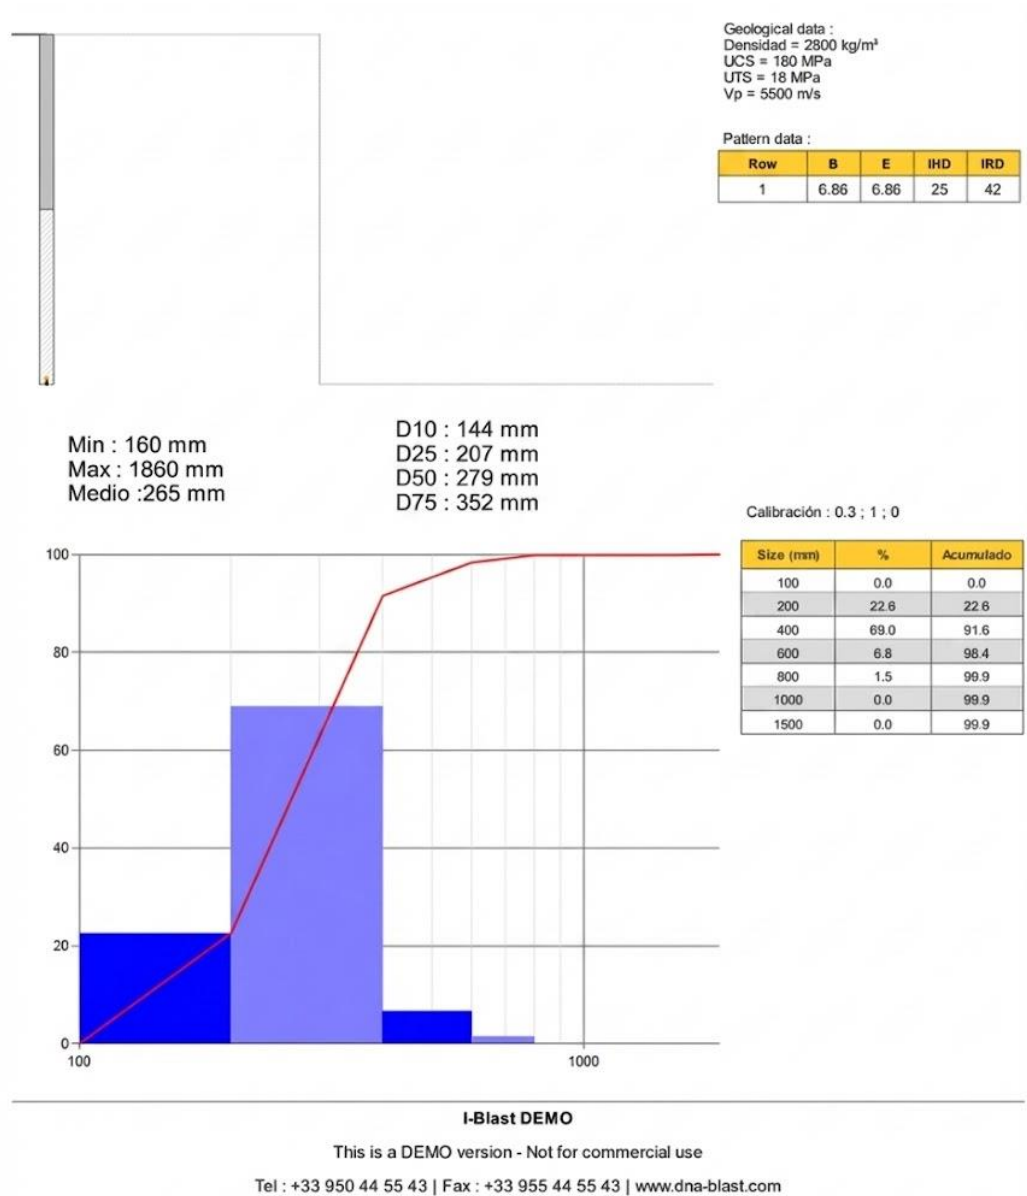 Geological data :
Densidad = 2800 kg/m³
UCS = 180 MPa
UTS = 18 MPa
Vp = 5500 m/s
Pattern data :
Row B E IHD IRD
1 6.86 6.86 25 42
Min : 160 mm
Max : 1860 mm
Medio :265 mm
D10 : 144 mm
D25 : 207 mm
D50 : 279 mm
D75 : 352 mm
Calibración : 0.3 ; 1 ; 0
Size (mm) % Acumulado
100 0.0 0.0
200 22.6 22.6
400 69.0 91.6
600 6.8 98.4
800 1.5 99.9
1000 0.0 99.9
1500 0.0 99.9
100
80
60
40
20
0
100 1000
I-Blast DEMO
This is a DEMO version - Not for commercial use
Tel : +33 950 44 55 43 | Fax : +33 955 44 55 43 | www.dna-blast.com